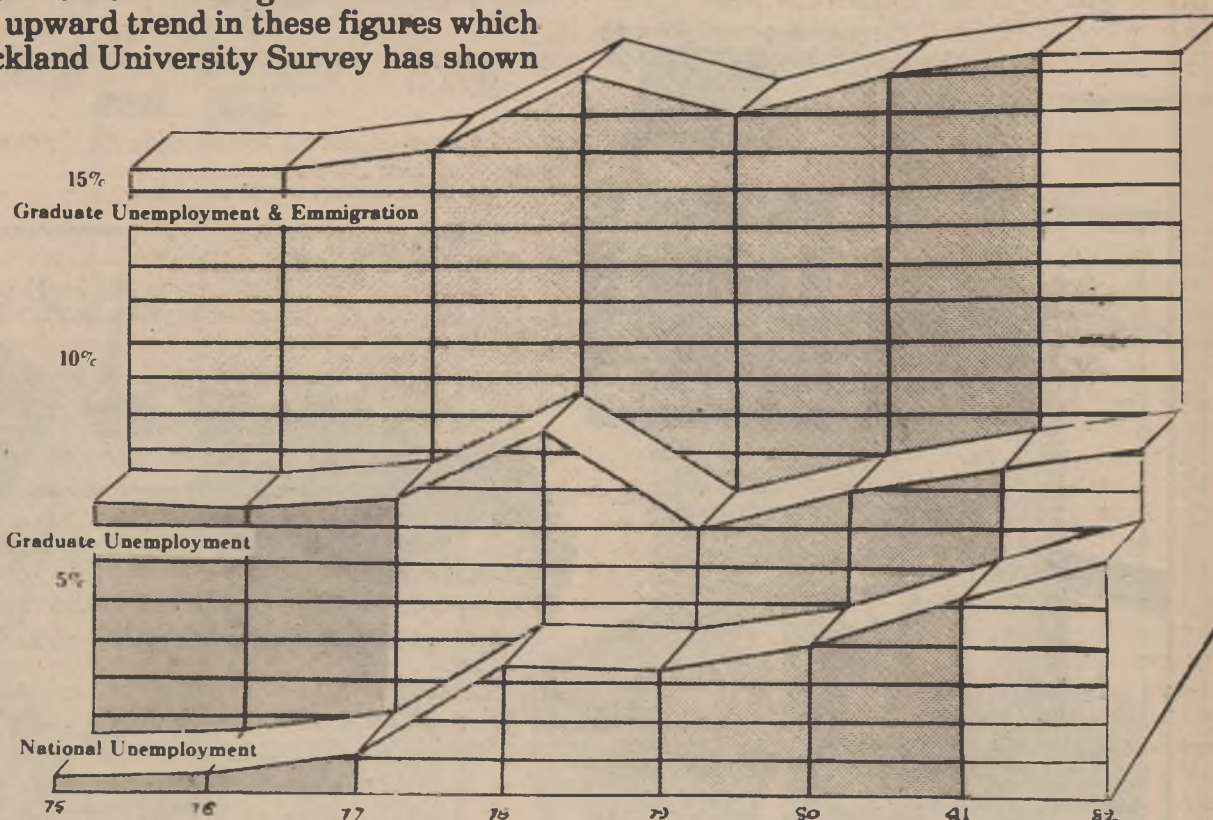 upward trend in these figures which
ckland University Survey has shown
15%
Graduate Unemployment & Emmigration
10%
Graduate Unemployment
5%
National Unemployment
75 76 77 78 79 80 81 82